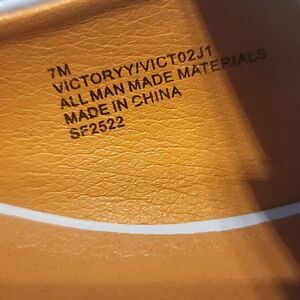 7M
VICTORYY/VICT02J1
ALL MAN MADE MATERIALS
MADE IN CHINA
SF2522